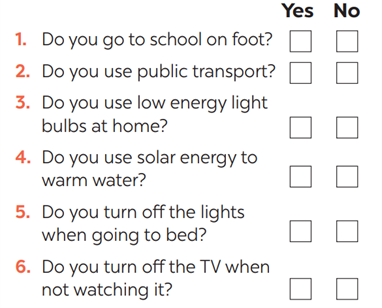 Yes No
1. Do you go to school on foot?
2. Do you use public transport?
3. Do you use low energy light
bulbs at home?
4. Do you use solar energy to
warm water?
5. Do you turn off the lights
when going to bed?
6. Do you turn off the TV when
not watching it?